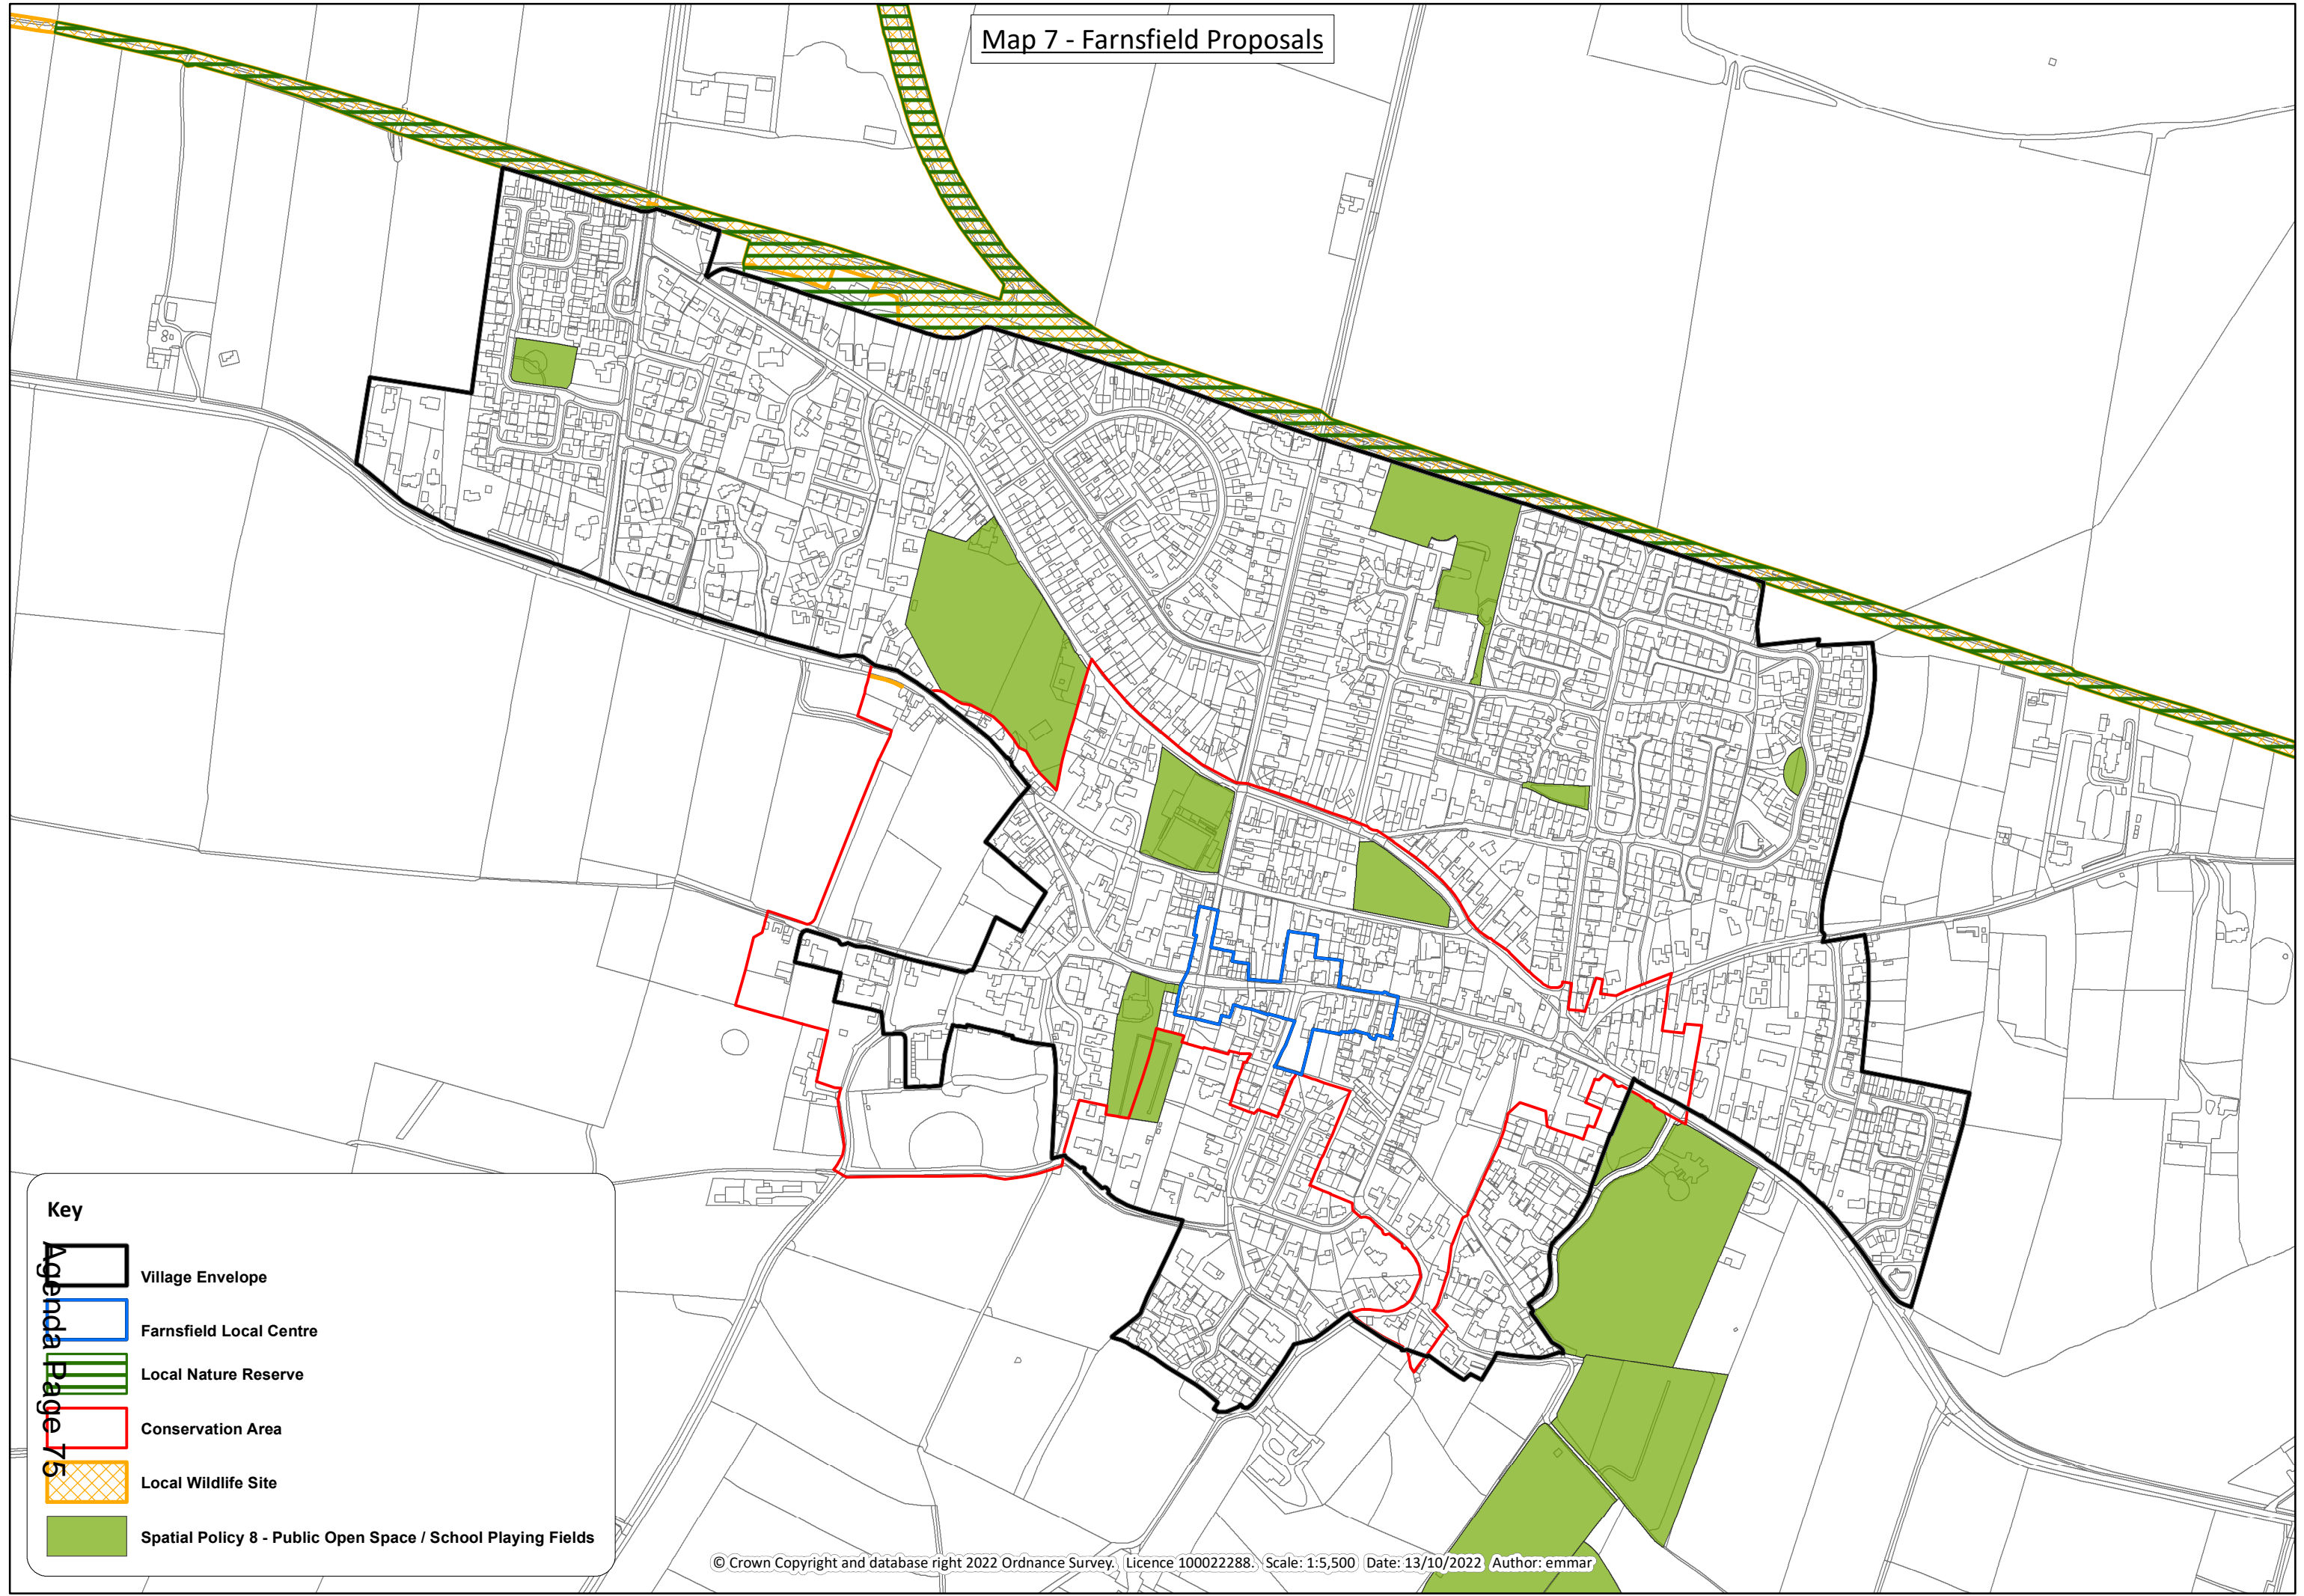 Map 7 - Farnsfield Proposals
Key
Village Envelope
Farnsfield Local Centre
Local Nature Reserve
Conservation Area
Local Wildlife Site
Spatial Policy 8 - Public Open Space / School Playing Fields
Agenda Page 75
© Crown Copyright and database right 2022 Ordnance Survey. Licence 100022288. Scale: 1:5,500 Date: 13/10/2022 Author: emmar